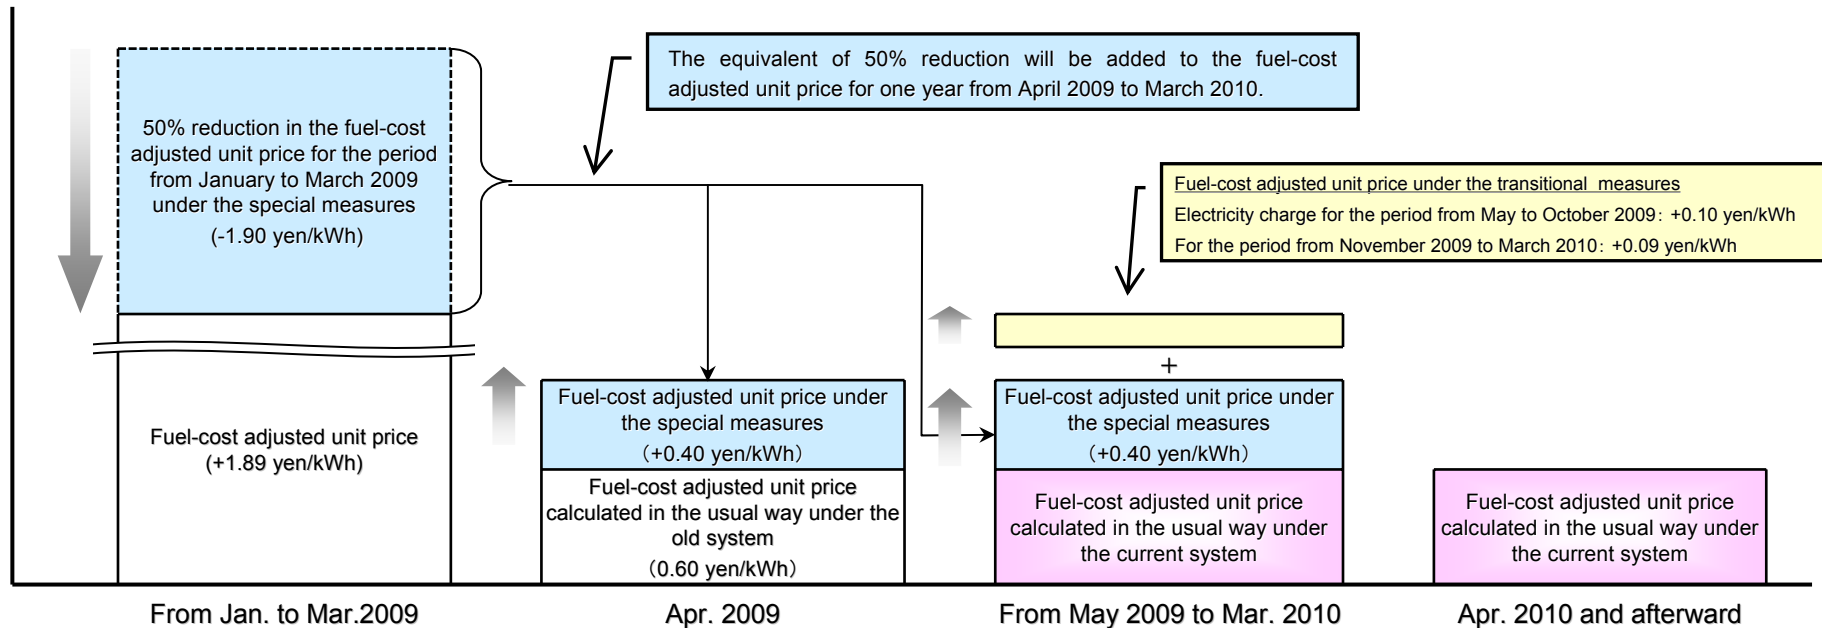 The equivalent of 50% reduction will be added to the fuel-cost
adjusted unit price for one year from April 2009 to March 2010.
50% reduction in the fuel-cost
adjusted unit price for the period
from January to March 2009
under the special measures
(-1.90 yen/kWh)
Fuel-cost adjusted unit price under the transitional measures
Electricity charge for the period from May to October 2009: +0.10 yen/kWh
For the period from November 2009 to March 2010: +0.09 yen/kWh
+
Fuel-cost adjusted unit price
(+1.89 yen/kWh)
Fuel-cost adjusted unit price under
the special measures
（+0.40 yen/kWh）
Fuel-cost adjusted unit price
calculated in the usual way under the
old system
（0.60 yen/kWh）
Fuel-cost adjusted unit price under
the special measures
（+0.40 yen/kWh）
Fuel-cost adjusted unit price
calculated in the usual way under
the current system
Fuel-cost adjusted unit price
calculated in the usual way under
the current system
From Jan. to Mar.2009
Apr. 2009
From May 2009 to Mar. 2010
Apr. 2010 and afterward